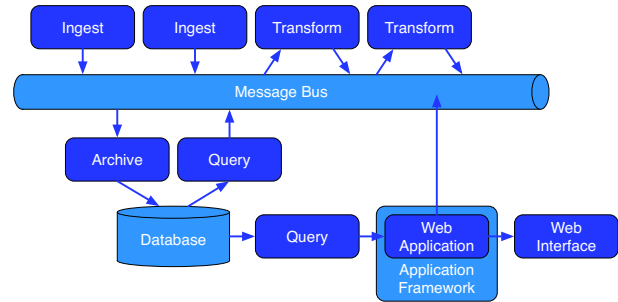 Ingest
Ingest
Transform
Transform
Message Bus
Archive
Query
Database
Query
Web
Application
Web
Interface
Application
Framework